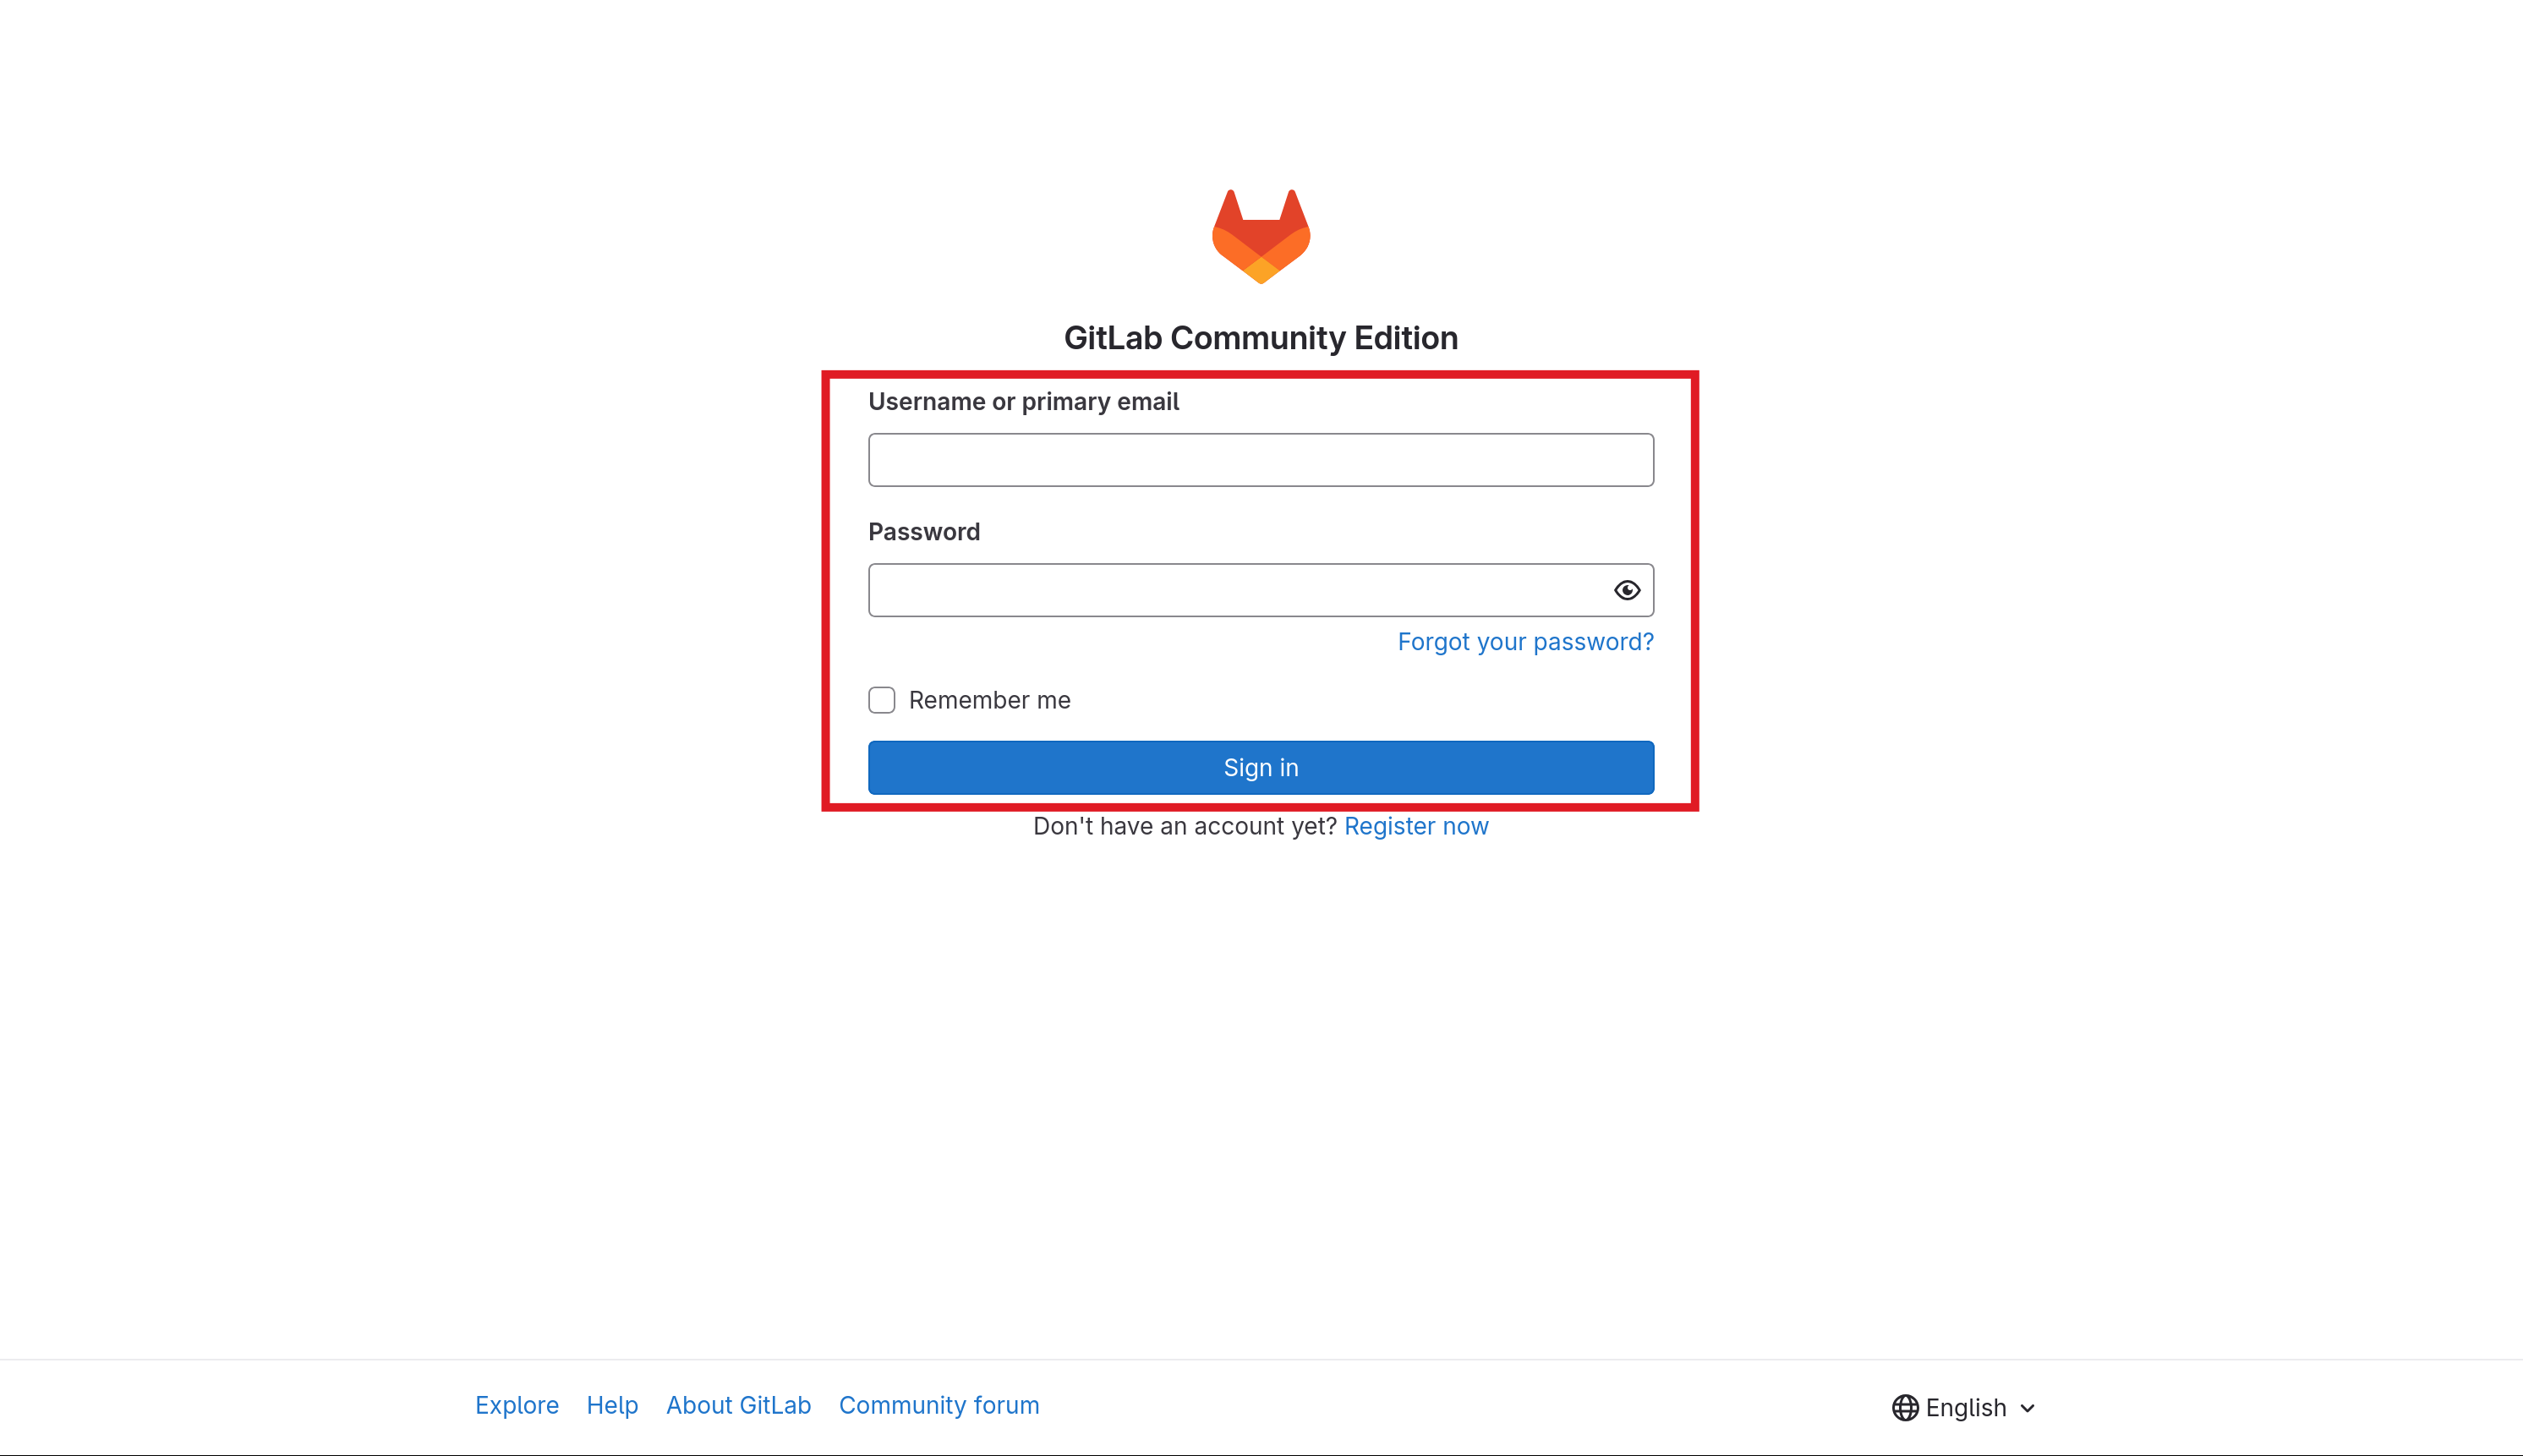 GitLab Community Edition
Username or primary email
Password
Forgot your password?
Remember me
Sign in
Don't have an account yet? Register now
Explore Help About GitLab Community forum English